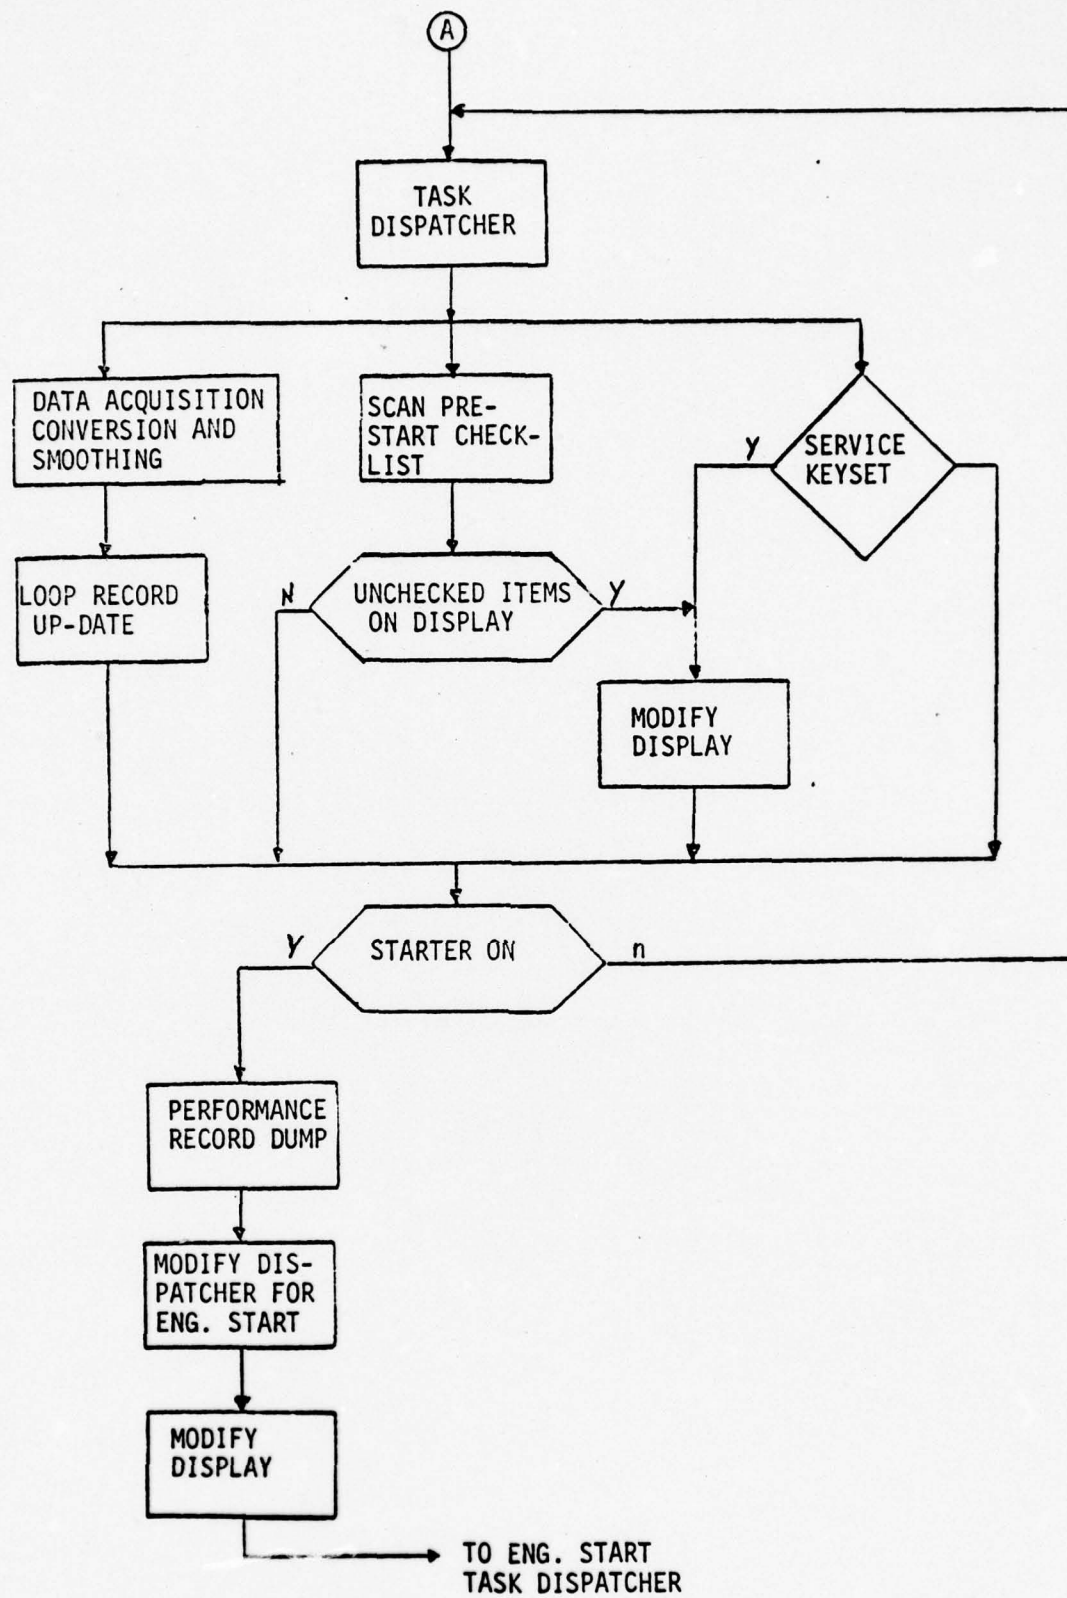 A
TASK
DISPATCHER
DATA ACQUISITION
CONVERSION AND
SMOOTHING
SCAN PRE-
START CHECK-
LIST
Y
SERVICE
KEYSET
LOOP RECORD
UP-DATE
N
UNCHECKED ITEMS
ON DISPLAY
Y
MODIFY
DISPLAY
Y
STARTER ON
n
PERFORMANCE
RECORD DUMP
MODIFY DIS-
PATCHER FOR
ENG. START
MODIFY
DISPLAY
TO ENG. START
TASK DISPATCHER